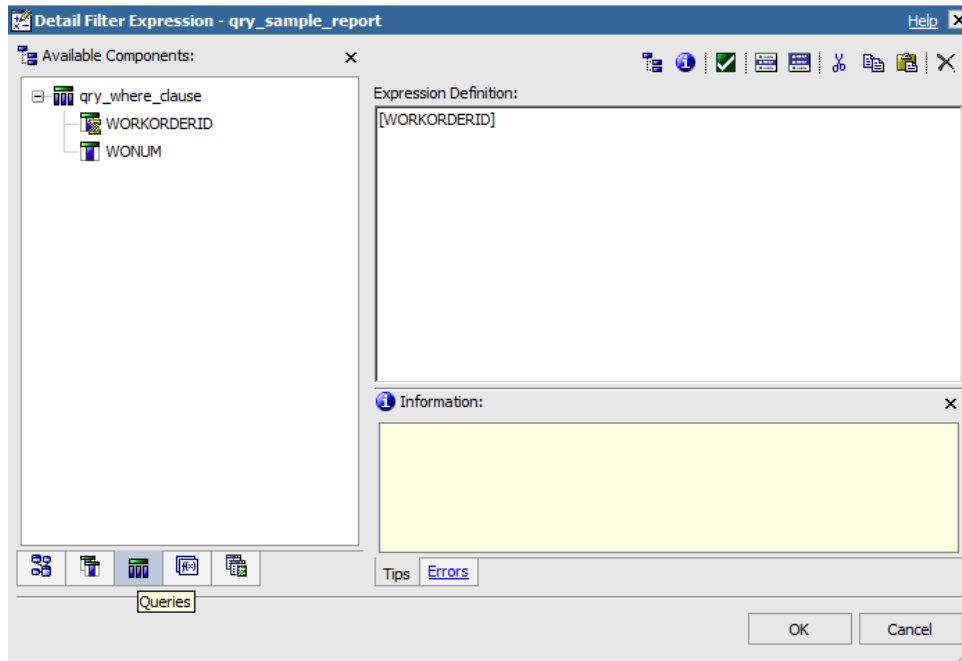 Detail Filter Expression - qry_sample_report
Help
Available Components:
Expression Definition:
qry_where_clause
[WORKORDERID]
WORKORDERID
WONUM
Information:
Tips Errors
Queries
OK Cancel